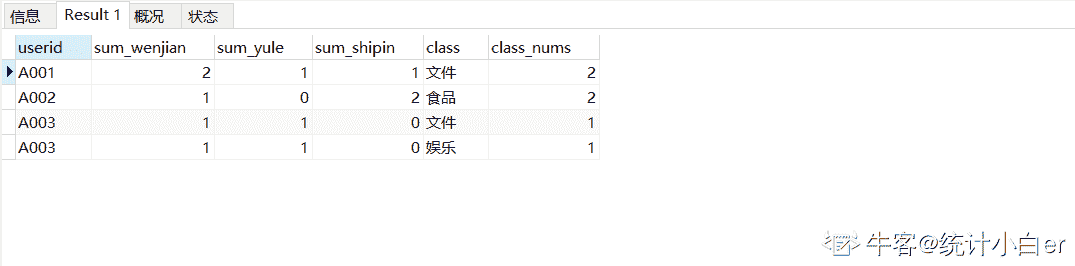 信息 Result 1 概况 状态
userid sum_wenjian sum_yule sum_shipin class class_nums
A001 2 1 1 文件 2
A002 1 0 2 食品 2
A003 1 1 0 文件 1
A003 1 1 0 娱乐 1
牛客@统计小白er